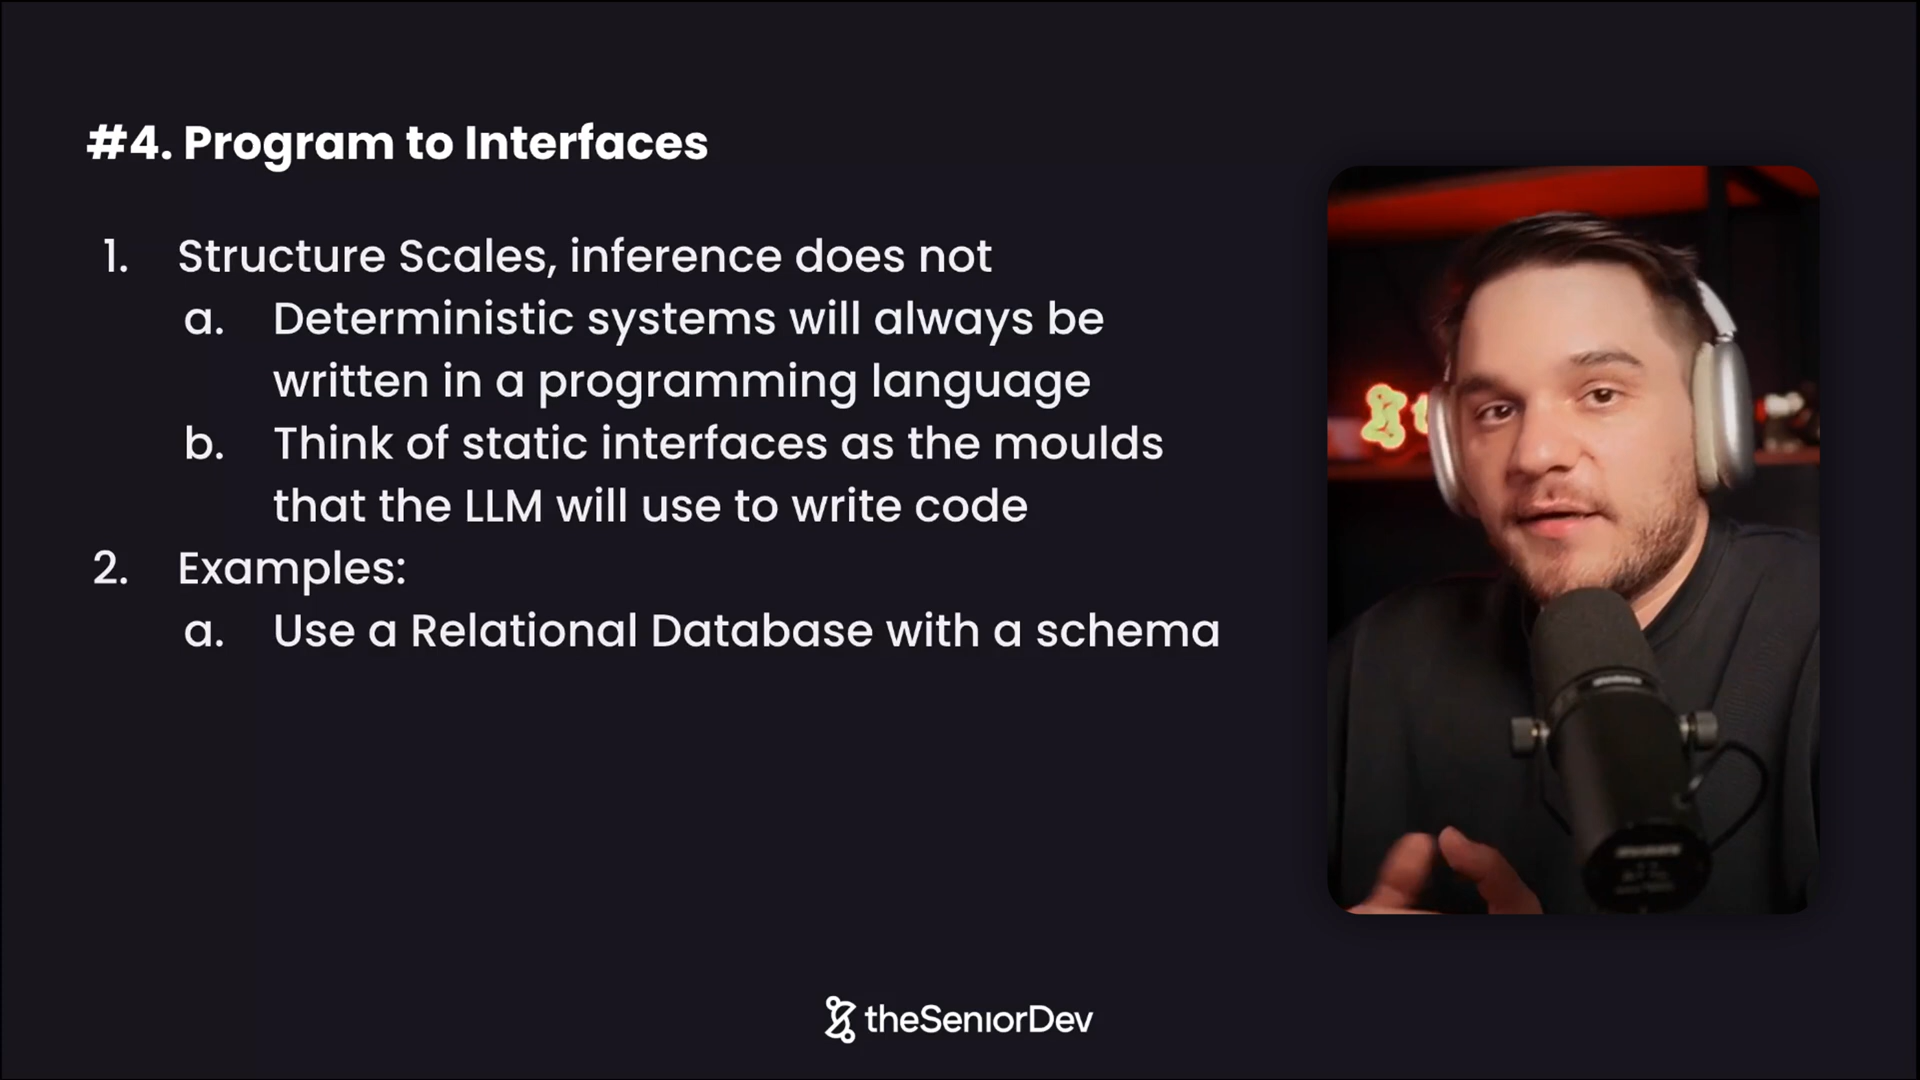 #4. Program to Interfaces
1. Structure Scales, inference does not
a. Deterministic systems will always be
written in a programming language
b. Think of static interfaces as the moulds
that the LLM will use to write code
2. Examples:
a. Use a Relational Database with a schema
theSeniorDev